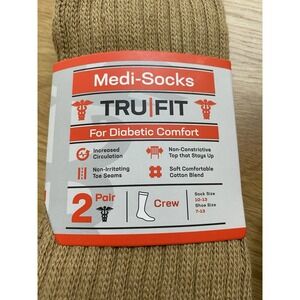 Medi-Socks
TRU|FIT
For Diabetic Comfort
Increased Circulation
Non-Constrictive Top that Stays Up
Non-Irritating Toe Seams
Soft Comfortable Cotton Blend
2 Pair
Crew
Sock Size
10-13
Shoe Size
7-13